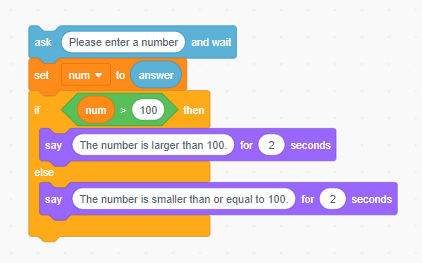 ask Please enter a number and wait
set num to answer
if num > 100 then
say The number is larger than 100. for 2 seconds
else
say The number is smaller than or equal to 100. for 2 seconds